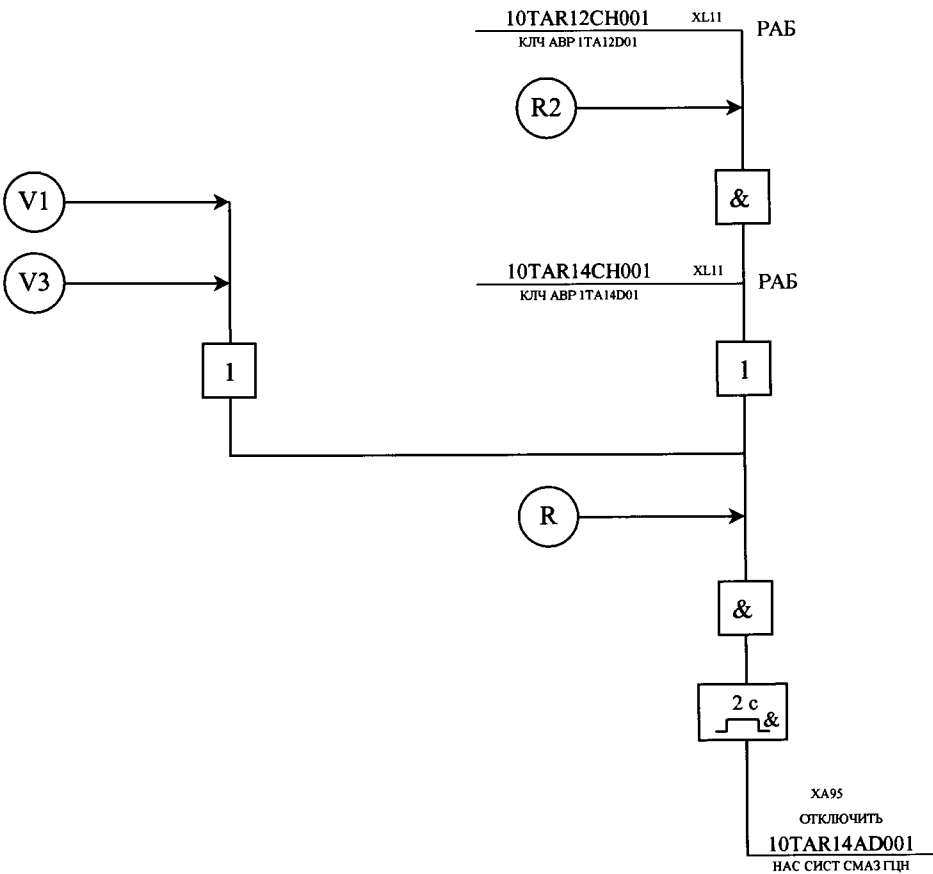 10TAR12CH001 XL11 РАБ
КЛЧ АВР 1TA12D01
R2
V1
&
V3
10TAR14CH001 XL11 РАБ
КЛЧ АВР 1TA14D01
1
1
R
&
2 с
&
XA95
ОТКЛЮЧИТЬ
10TAR14AD001
НАС СИСТ СМАЗ ГЦН